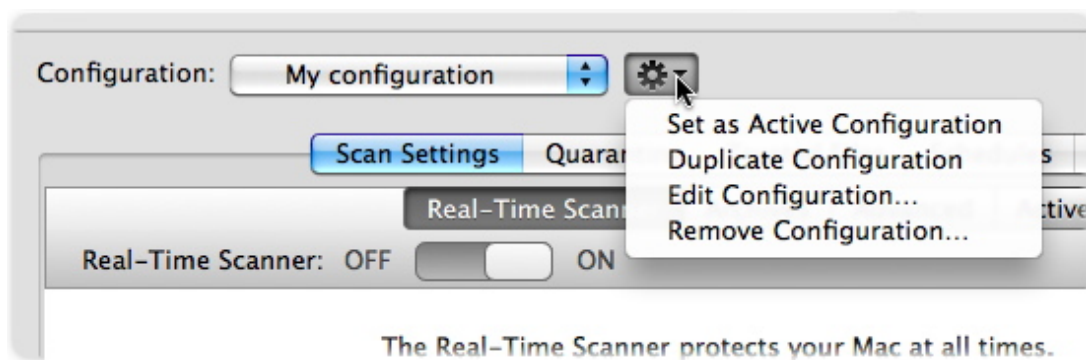 Configuration: My configuration
Set as Active Configuration
Duplicate Configuration
Edit Configuration...
Remove Configuration...
Scan Settings
Real-Time Scanner: OFF ON
The Real-Time Scanner protects your Mac at all times.